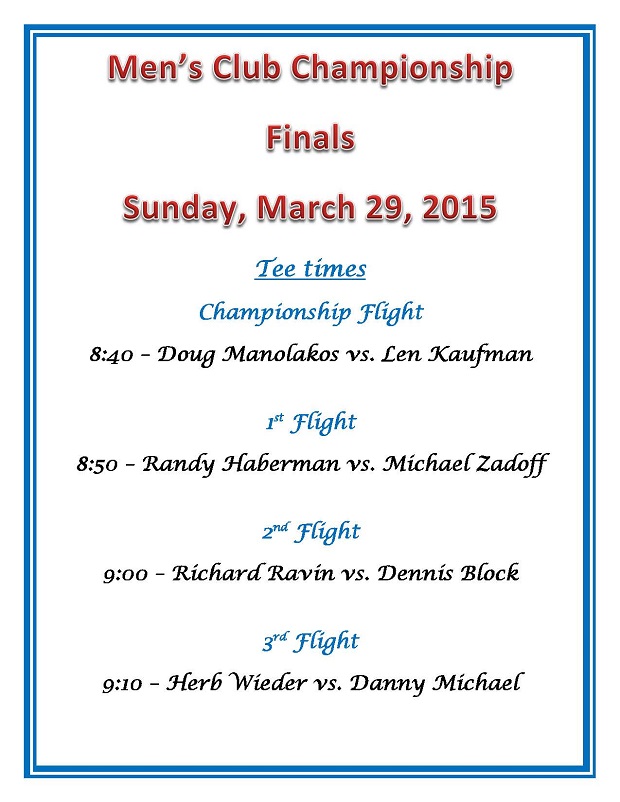 Men’s Club Championship
Finals
Sunday, March 29, 2015
Tee times
Championship Flight
8:40 – Doug Manolakos vs. Len Kaufman
1st Flight
8:50 – Randy Haberman vs. Michael Zadoff
2nd Flight
9:00 – Richard Ravin vs. Dennis Block
3rd Flight
9:10 – Herb Wieder vs. Danny Michael